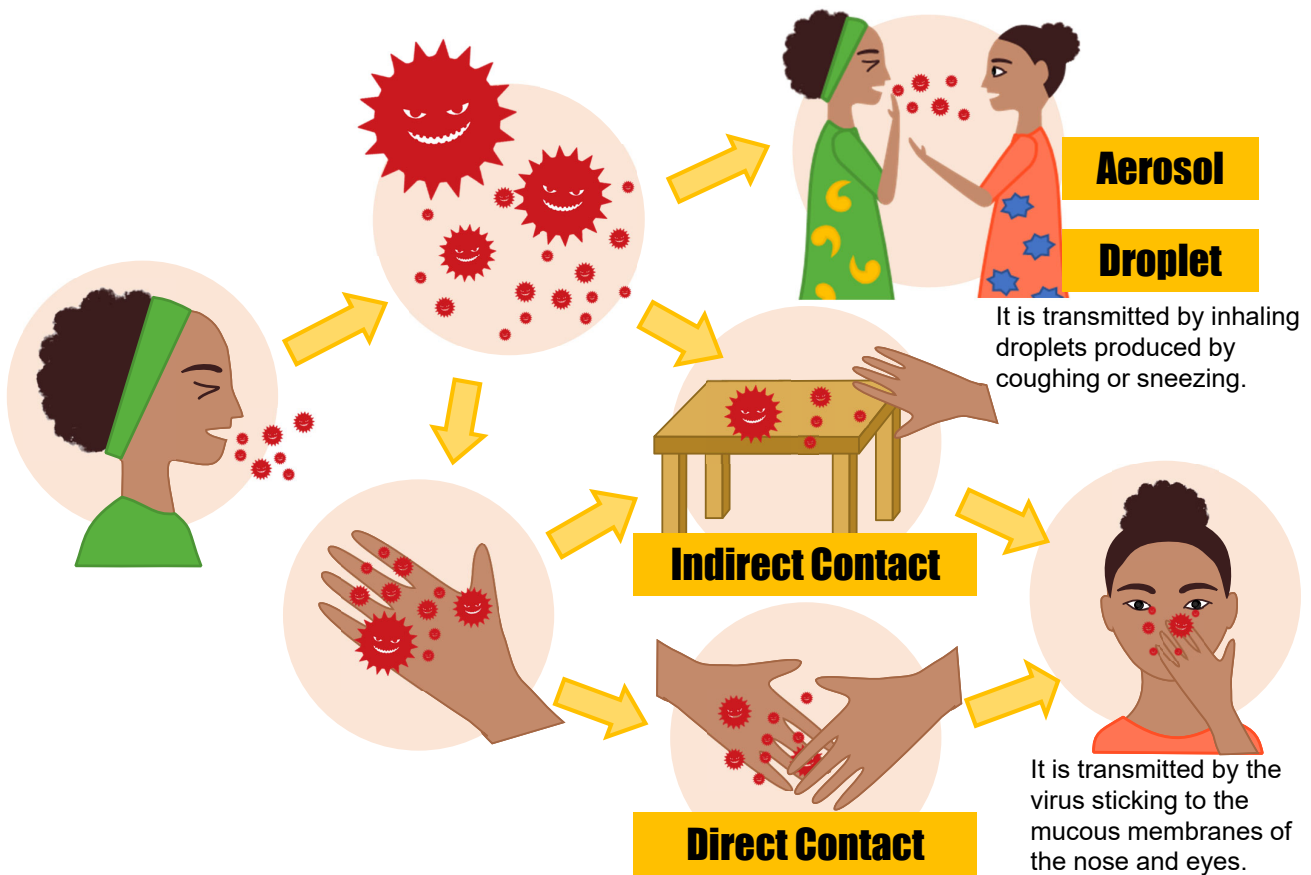 Aerosol
Droplet
It is transmitted by inhaling
droplets produced by
coughing or sneezing.
Indirect Contact
Direct Contact
It is transmitted by the
virus sticking to the
mucous membranes of
the nose and eyes.